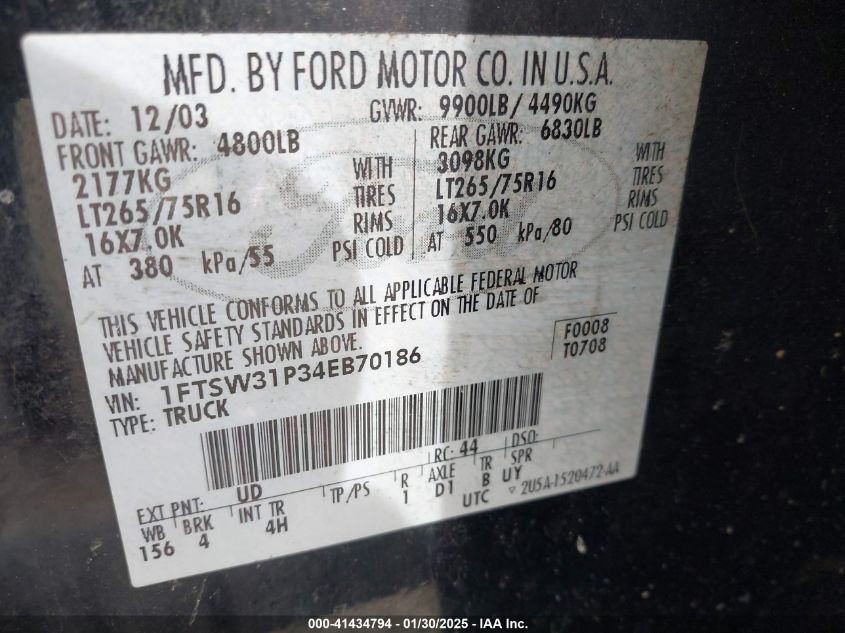 MFD. BY FORD MOTOR CO. IN U.S.A.
DATE: 12/03 GVWR: 9900LB/ 4490KG
FRONT GAWR: 4800LB REAR GAWR: 6830LB
2177KG WITH 3098KG WITH
LT265/75R16 TIRES LT265/75R16 TIRES
16X7.0K RIMS 16X7.0K RIMS
AT 380 kPa/55 PSI COLD AT 550 kPa/80 PSI COLD
THIS VEHICLE CONFORMS TO ALL APPLICABLE FEDERAL MOTOR
VEHICLE SAFETY STANDARDS IN EFFECT ON THE DATE OF
MANUFACTURE SHOWN ABOVE.
F0008
T0708
VIN: 1FTSW31P34EB70186
TYPE: TRUCK
EXT PNT: UD RC: 44 DSO:
WB BRK INT TR TP/PS R AXLE TR SPR
156 4 4H 1 D1 B UY
UTC ▽ 2U5A-1520472-AA
000-41434794 - 01/30/2025 - IAA Inc.